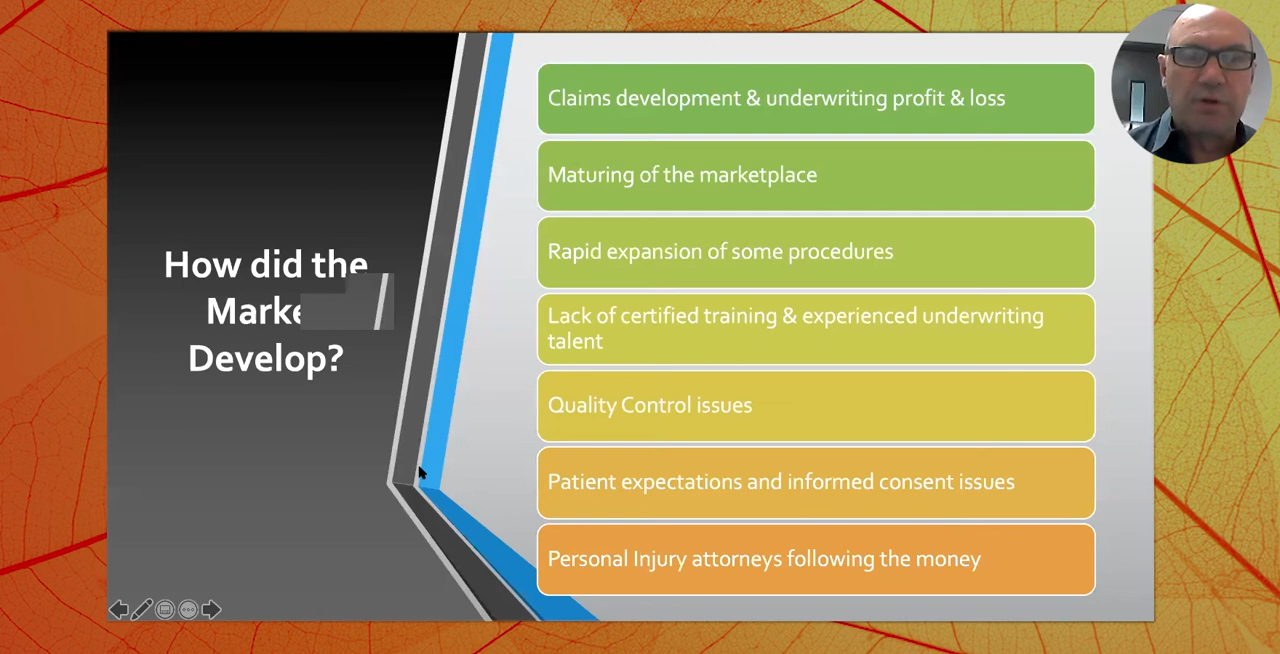 How did the
Marke
Develop?
Claims development & underwriting profit & loss
Maturing of the marketplace
Rapid expansion of some procedures
Lack of certified training & experienced underwriting
talent
Quality Control issues
Patient expectations and informed consent issues
Personal Injury attorneys following the money